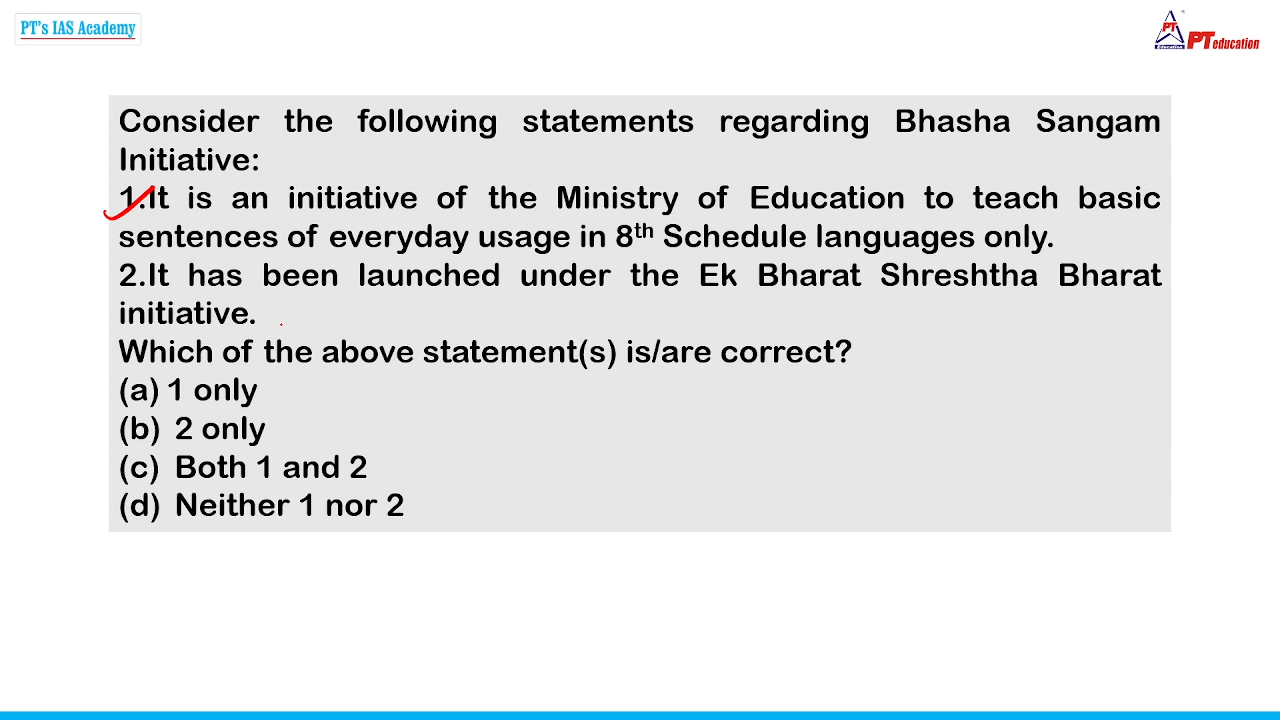 PT's IAS Academy
PT
Education
PT education
Consider the following statements regarding Bhasha Sangam
Initiative:
1.It is an initiative of the Ministry of Education to teach basic
sentences of everyday usage in 8th Schedule languages only.
2.It has been launched under the Ek Bharat Shreshtha Bharat
initiative.
Which of the above statement(s) is/are correct?
(a) 1 only
(b) 2 only
(c) Both 1 and 2
(d) Neither 1 nor 2